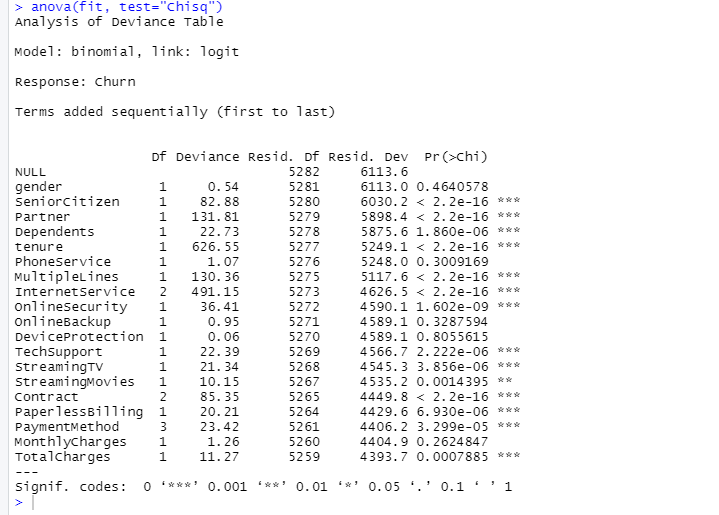 > anova(fit, test="Chisq")
Analysis of Deviance Table
Model: binomial, link: logit
Response: Churn
Terms added sequentially (first to last)
Df Deviance Resid. Df Resid. Dev Pr(>Chi)
NULL 5282 6113.6
gender 1 0.54 5281 6113.0 0.4640578
SeniorCitizen 1 82.88 5280 6030.2 < 2.2e-16 ***
Partner 1 131.81 5279 5898.4 < 2.2e-16 ***
Dependents 1 22.73 5278 5875.6 1.860e-06 ***
tenure 1 626.55 5277 5249.1 < 2.2e-16 ***
PhoneService 1 1.07 5276 5248.0 0.3009169
MultipleLines 1 130.36 5275 5117.6 < 2.2e-16 ***
InternetService 2 491.15 5273 4626.5 < 2.2e-16 ***
OnlineSecurity 1 36.41 5272 4590.1 1.602e-09 ***
OnlineBackup 1 0.95 5271 4589.1 0.3287594
DeviceProtection 1 0.06 5270 4589.1 0.8055615
TechSupport 1 22.39 5269 4566.7 2.222e-06 ***
StreamingTV 1 21.34 5268 4545.3 3.856e-06 ***
StreamingMovies 1 10.15 5267 4535.2 0.0014395 **
Contract 2 85.35 5265 4449.8 < 2.2e-16 ***
PaperlessBilling 1 20.21 5264 4429.6 6.930e-06 ***
PaymentMethod 3 23.42 5261 4406.2 3.299e-05 ***
MonthlyCharges 1 1.26 5260 4404.9 0.2624847
TotalCharges 1 11.27 5259 4393.7 0.0007885 ***
---
Signif. codes: 0 ‘***’ 0.001 ‘**’ 0.01 ‘*’ 0.05 ‘.’ 0.1 ‘ ’ 1
>